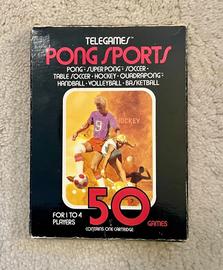 TELEGAMES™
PONG SPORTS
PONG • SUPER PONG • SOCCER •
TABLE SOCCER • HOCKEY • QUADRAPONG •
HANDBALL • VOLLEYBALL • BASKETBALL
HOCKEY
9
FOR 1 TO 4
PLAYERS
50
GAMES
CONTAINS ONE CARTRIDGE